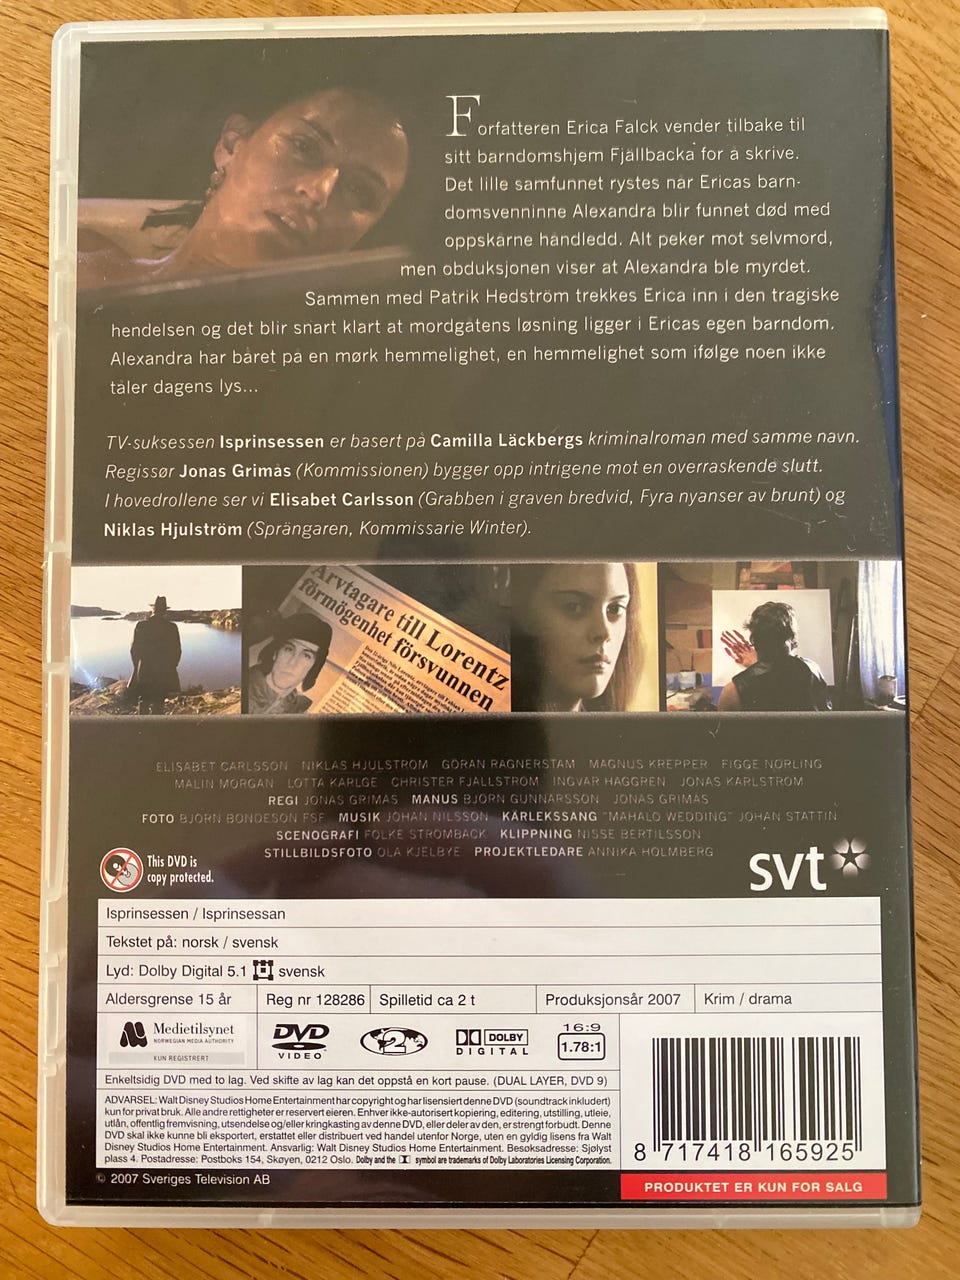 Forfatteren Erica Falck vender tilbake til
sitt barndomshjem Fjällbacka for å skrive.
Det lille samfunnet rystes når Ericas barn-
domsvenninne Alexandra blir funnet død med
oppskårne håndledd. Alt peker mot selvmord,
men obduksjonen viser at Alexandra ble myrdet.
Sammen med Patrik Hedström trekkes Erica inn i den tragiske
hendelsen og det blir snart klart at mordgåtens løsning ligger i Ericas egen barndom.
Alexandra har båret på en mørk hemmelighet, en hemmelighet som ifølge noen ikke
tåler dagens lys...
TV-suksessen Isprinsessen er basert på Camilla Läckbergs kriminalroman med samme navn.
Regissør Jonas Grimås (Kommissionen) bygger opp intrigene mot en overraskende slutt.
I hovedrollene ser vi Elisabet Carlsson (Grabben i graven bredvid, Fyra nyanser av brunt) og
Niklas Hjulström (Sprängaren, Kommissarie Winter).
Arvtagare till Lorentz
förmögenhet försvunnen
ELISABET CARLSSON NIKLAS HJULSTRÖM GÖRAN RAGNERSTAM MAGNUS KREPPER FIGGE NORLING
MALIN MORGAN LOTTA KARLGE CHRISTER FJÄLLSTRÖM INGVAR HAGGREN JONAS KARLSTRÖM
REGI JONAS GRIMÅS MANUS BJÖRN GUNNARSSON JONAS GRIMÅS
FOTO BJÖRN BONDESON FSF MUSIK JOHAN NILSSON KÄRLEKSSÅNG "MAHALO WEDDING" JOHAN STATTIN
SCENOGRAFI FOLKE STRÖMBÄCK KLIPPNING NISSE BERTILSSON
STILLBILDSFOTO OLA KJELBYE PROJEKTLEDARE ANNIKA HOLMBERG
This DVD is
copy protected.
svt
Isprinsessen / Isprinsessan
Tekstet på: norsk / svensk
Lyd: Dolby Digital 5.1 svensk
Aldersgrense 15 år Reg nr 128286 Spilletid ca 2 t Produksjonsår 2007 Krim / drama
Medietilsynet
NORWEGIAN MEDIA AUTHORITY
KUN REGISTRERT
DVD
VIDEO
2
DOLBY
DIGITAL
16:9
1.78:1
Enkeltsidig DVD med to lag. Ved skifte av lag kan det oppstå en kort pause. (DUAL LAYER, DVD 9)
ADVARSEL: Walt Disney Studios Home Entertainment har copyright og har lisensiert denne DVD (soundtrack inkludert)
kun for privat bruk. Alle andre rettigheter er reservert eieren. Enhver ikke-autorisert kopiering, editering, utstilling, utleie,
utlån, offentlig fremvisning, utsendelse og/eller kringkasting av denne DVD, eller deler av den, er strengt forbudt. Denne
DVD skal ikke kunne bli eksportert, erstattet eller distribuert ved handel utenfor Norge, uten en gyldig lisens fra Walt
Disney Studios Home Entertainment. Ansvarlig: Walt Disney Studios Home Entertainment. Besøksadresse: Sjølyst
plass 4. Postadresse: Postboks 154, Skøyen, 0212 Oslo. Dolby and the symbol are trademarks of Dolby Laboratories Licensing Corporation.
8 717418 165925
© 2007 Sveriges Television AB
PRODUKTET ER KUN FOR SALG